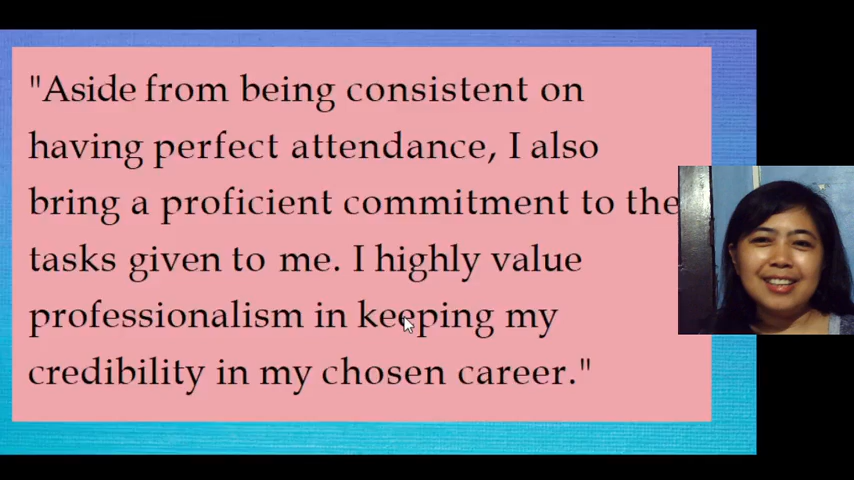 "Aside from being consistent on
having perfect attendance, I also
bring a proficient commitment to the
tasks given to me. I highly value
professionalism in keeping my
credibility in my chosen career."